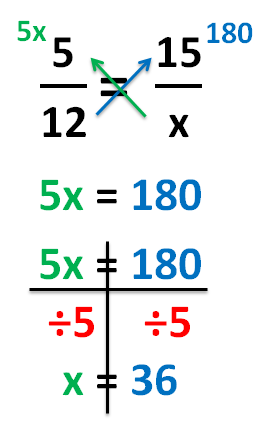 5x 5 = 15 180
12 x
5x = 180
5x = 180
÷5 ÷5
x = 36